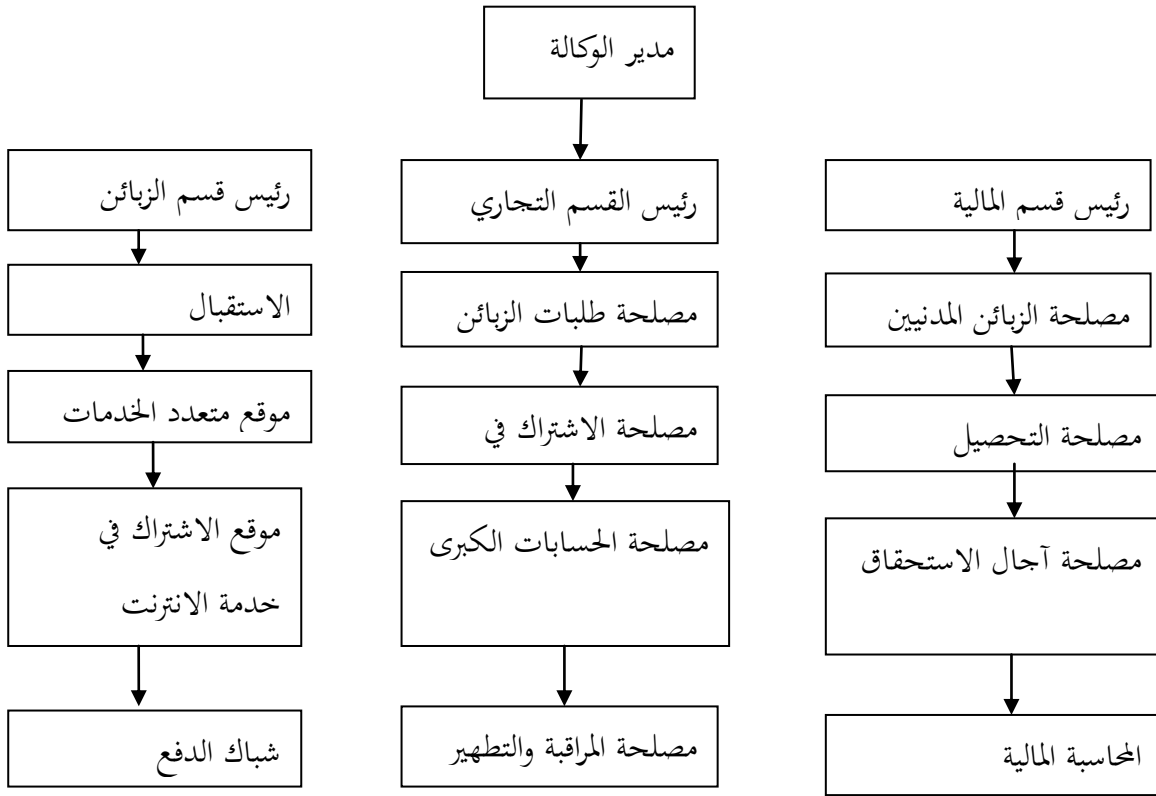 مدير الوكالة
رئيس قسم المالية
رئيس القسم التجاري
رئيس قسم الزبائن
مصلحة الزبائن المدنيين
مصلحة طلبات الزبائن
الاستقبال
مصلحة التحصيل
مصلحة الاشتراك في
موقع متعدد الخدمات
مصلحة آجال الاستحقاق
مصلحة الحسابات الكبرى
موقع الاشتراك في
خدمة الانترنت
المحاسبة المالية
مصلحة المراقبة والتطهير
شباك الدفع